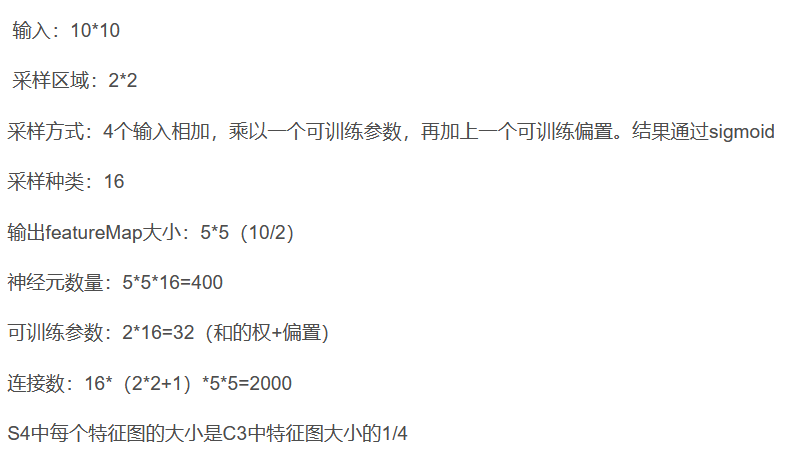 输入：10*10
采样区域：2*2
采样方式：4个输入相加，乘以一个可训练参数，再加上一个可训练偏置。结果通过sigmoid
采样种类：16
输出featureMap大小：5*5（10/2）
神经元数量：5*5*16=400
可训练参数：2*16=32（和的权+偏置）
连接数：16*（2*2+1）*5*5=2000
S4中每个特征图的大小是C3中特征图大小的1/4